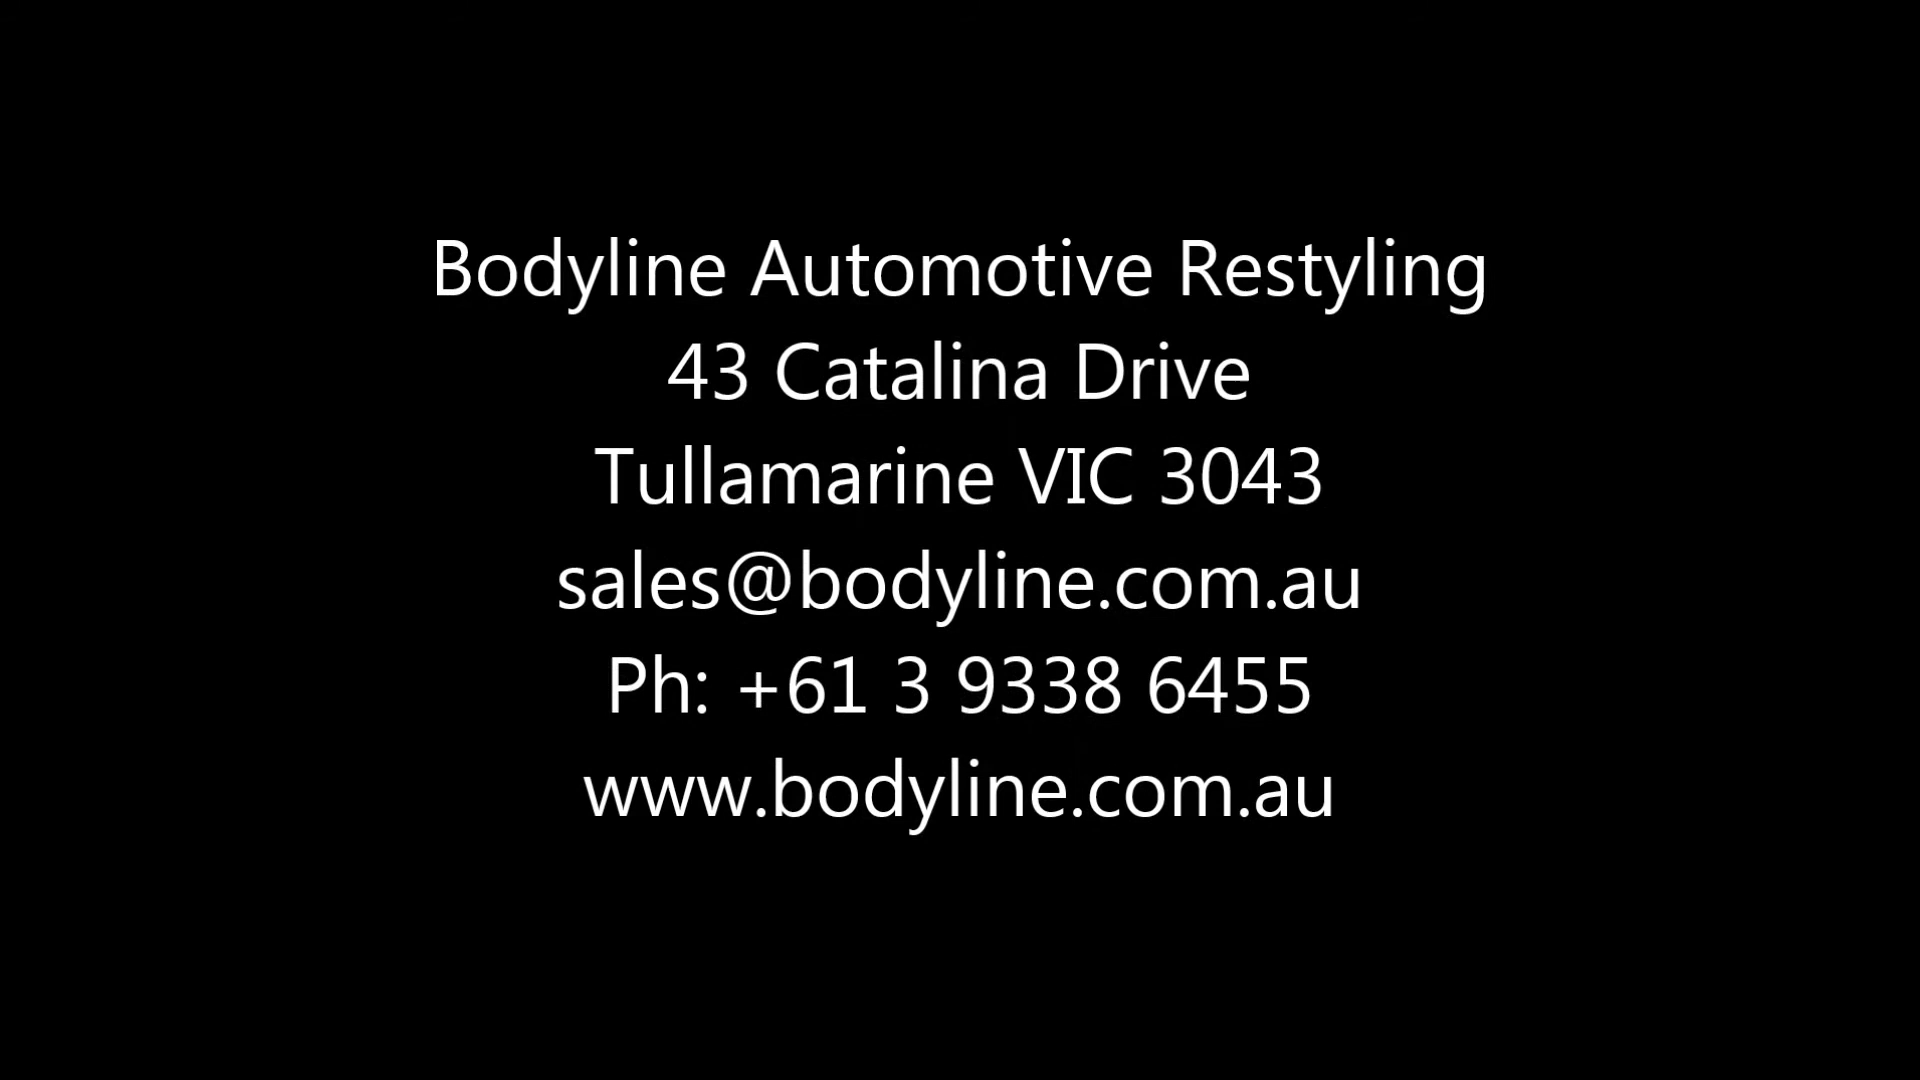 Bodyline Automotive Restyling
43 Catalina Drive
Tullamarine VIC 3043
sales@bodyline.com.au
Ph: +61 3 9338 6455
www.bodyline.com.au